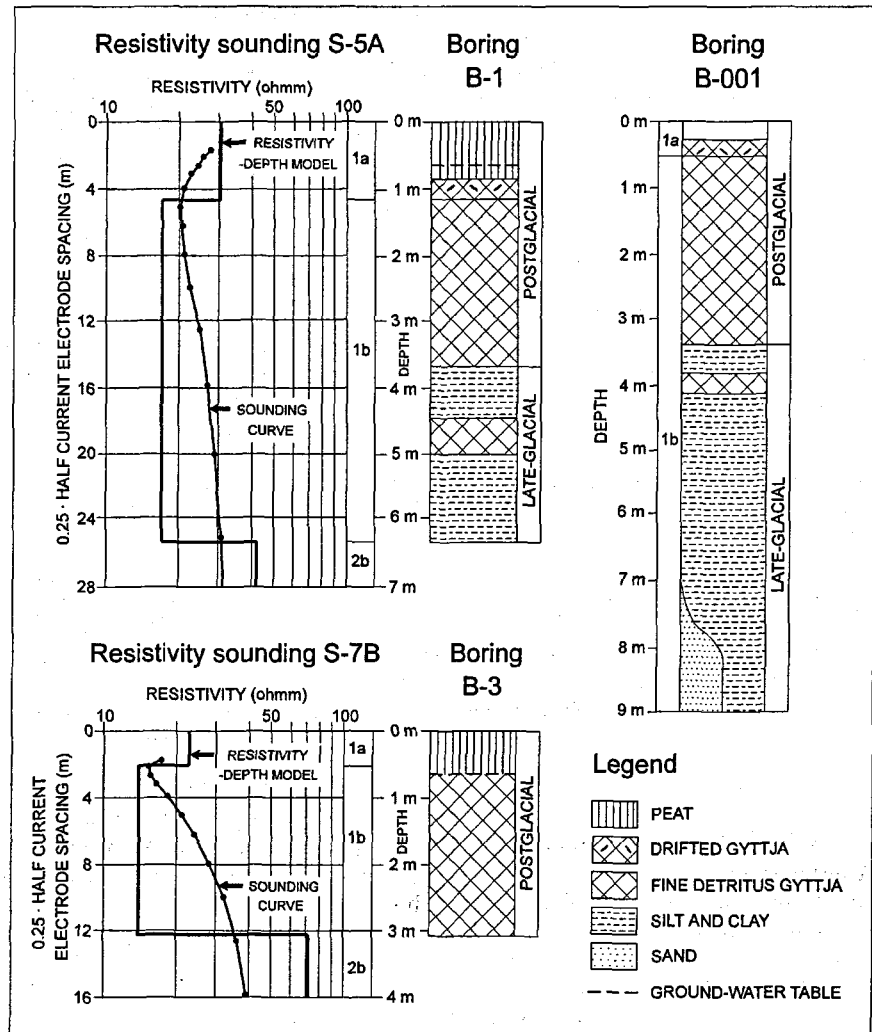 Resistivity sounding S-5A
RESISTIVITY (ohmm)
10 50 100
0
4
8
12
16
20
24
28
0.25 · HALF CURRENT ELECTRODE SPACING (m)
RESISTIVITY
-DEPTH MODEL
SOUNDING
CURVE
1a
1b
2b
Boring
B-1
0 m
1 m
2 m
3 m
4 m
5 m
6 m
7 m
DEPTH
POSTGLACIAL
LATE-GLACIAL
Boring
B-001
0 m
1 m
2 m
3 m
4 m
5 m
6 m
7 m
8 m
9 m
DEPTH
1a
1b
POSTGLACIAL
LATE-GLACIAL
Resistivity sounding S-7B
RESISTIVITY (ohmm)
10 50 100
0
4
8
12
16
0.25 · HALF CURRENT
ELECTRODE SPACING (m)
RESISTIVITY
-DEPTH MODEL
SOUNDING
CURVE
1a
1b
2b
Boring
B-3
0 m
1 m
2 m
3 m
4 m
DEPTH
POSTGLACIAL
Legend
PEAT
DRIFTED GYTTJA
FINE DETRITUS GYTTJA
SILT AND CLAY
SAND
GROUND-WATER TABLE